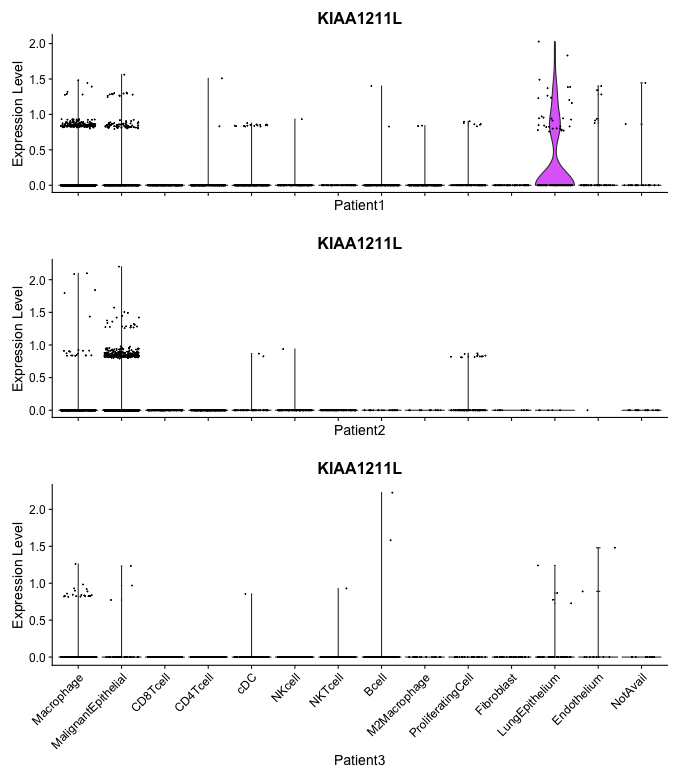 KIAA1211L
2.0
1.5
1.0
0.5
0.0
Expression Level
Patient1
KIAA1211L
2.0
1.5
1.0
0.5
0.0
Expression Level
Patient2
KIAA1211L
2.0
1.5
1.0
0.5
0.0
Expression Level
Macrophage
MalignantEpithelial
CD8Tcell
CD4Tcell
cDC
NKcell
NKTcell
Bcell
M2Macrophage
ProliferatingCell
Fibroblast
LungEpithelium
Endothelium
NotAvail
Patient3